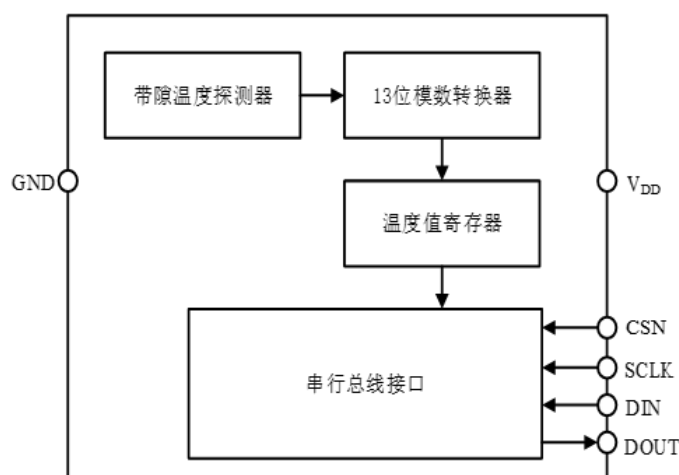 带隙温度探测器
13位模数转换器
GND
VDD
温度值寄存器
串行总线接口
CSN
SCLK
DIN
DOUT